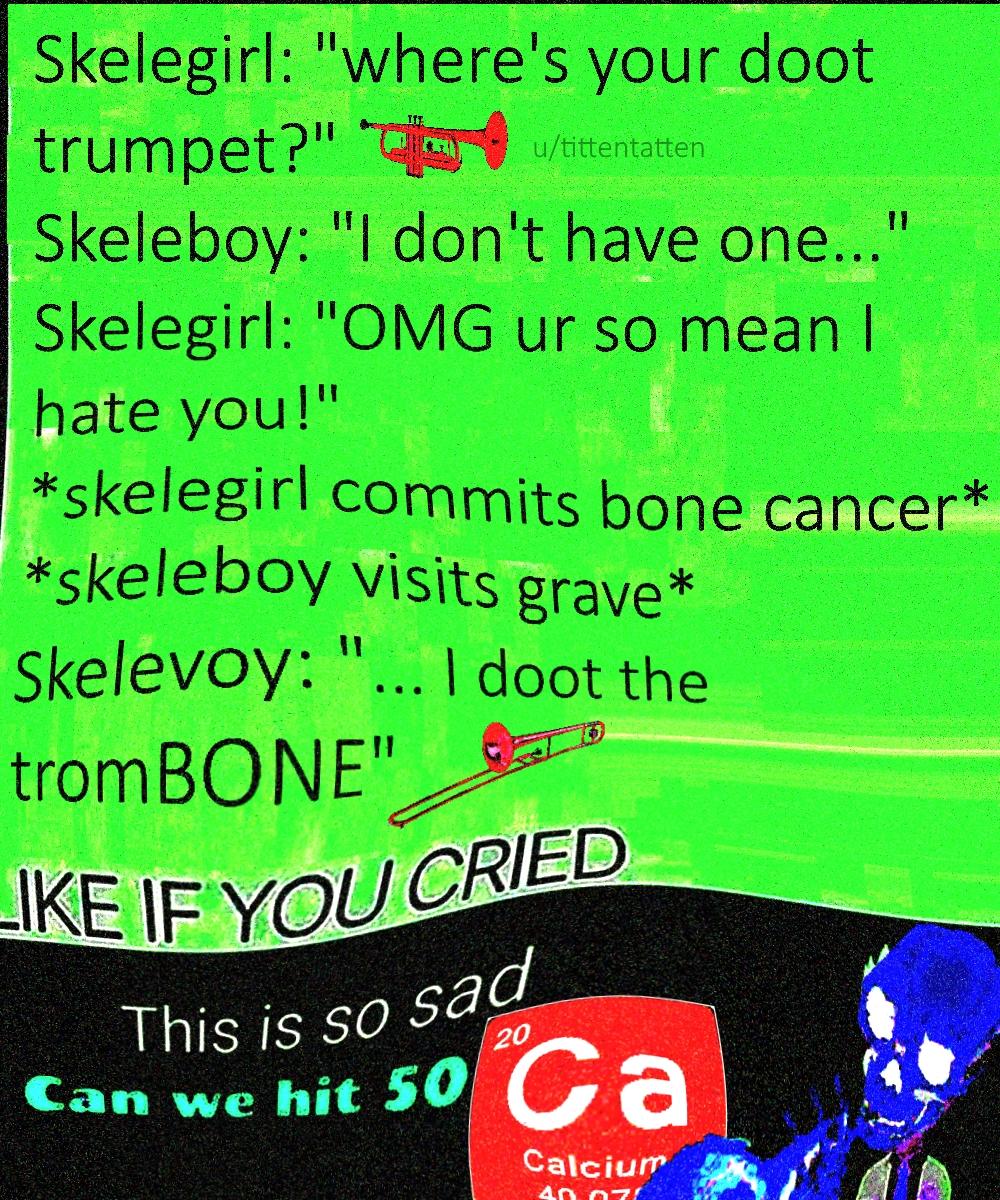 Skelegirl: "where's your doot
trumpet?"
u/tittentatten
Skeleboy: "I don't have one..."
Skelegirl: "OMG ur so mean I
hate you!"
*skelegirl commits bone cancer*
*skeleboy visits grave*
Skelevoy: "... I doot the
tromBONE"
LIKE IF YOU CRIED
This is so sad
Can we hit 50
20
Ca
Calcium